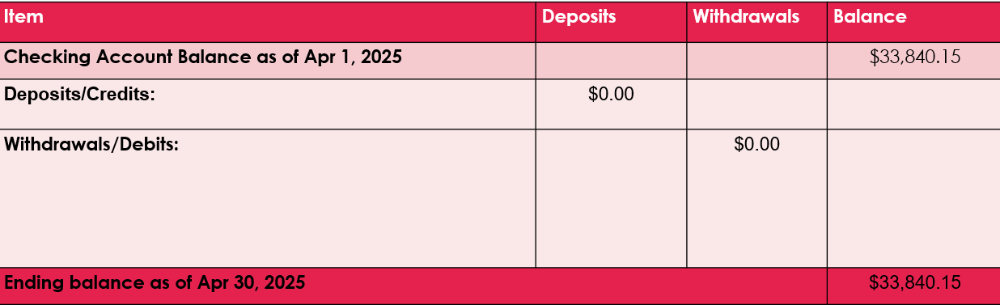 Item Deposits Withdrawals Balance
Checking Account Balance as of Apr 1, 2025 $33,840.15
Deposits/Credits: $0.00
Withdrawals/Debits: $0.00
Ending balance as of Apr 30, 2025 $33,840.15